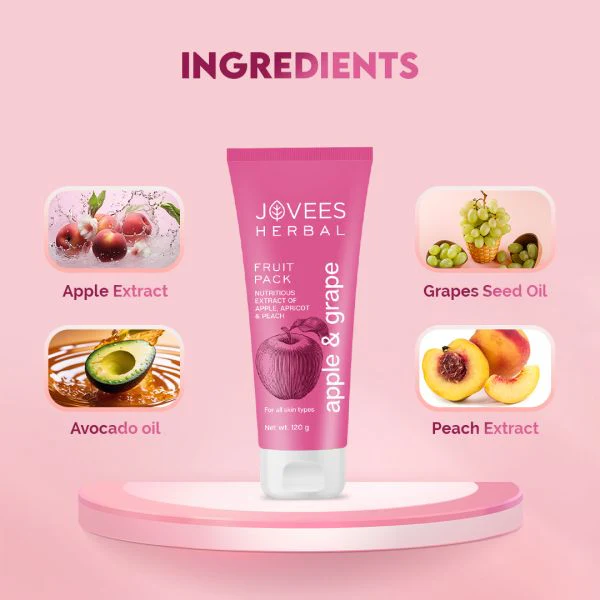 INGREDIENTS
JOVEES
HERBAL
FRUIT
PACK
NUTRITIOUS
EXTRACT OF
APPLE, APRICOT
& PEACH
apple & grape
For all skin types
Net wt. 120 g
Apple Extract
Grapes Seed Oil
Avocado oil
Peach Extract